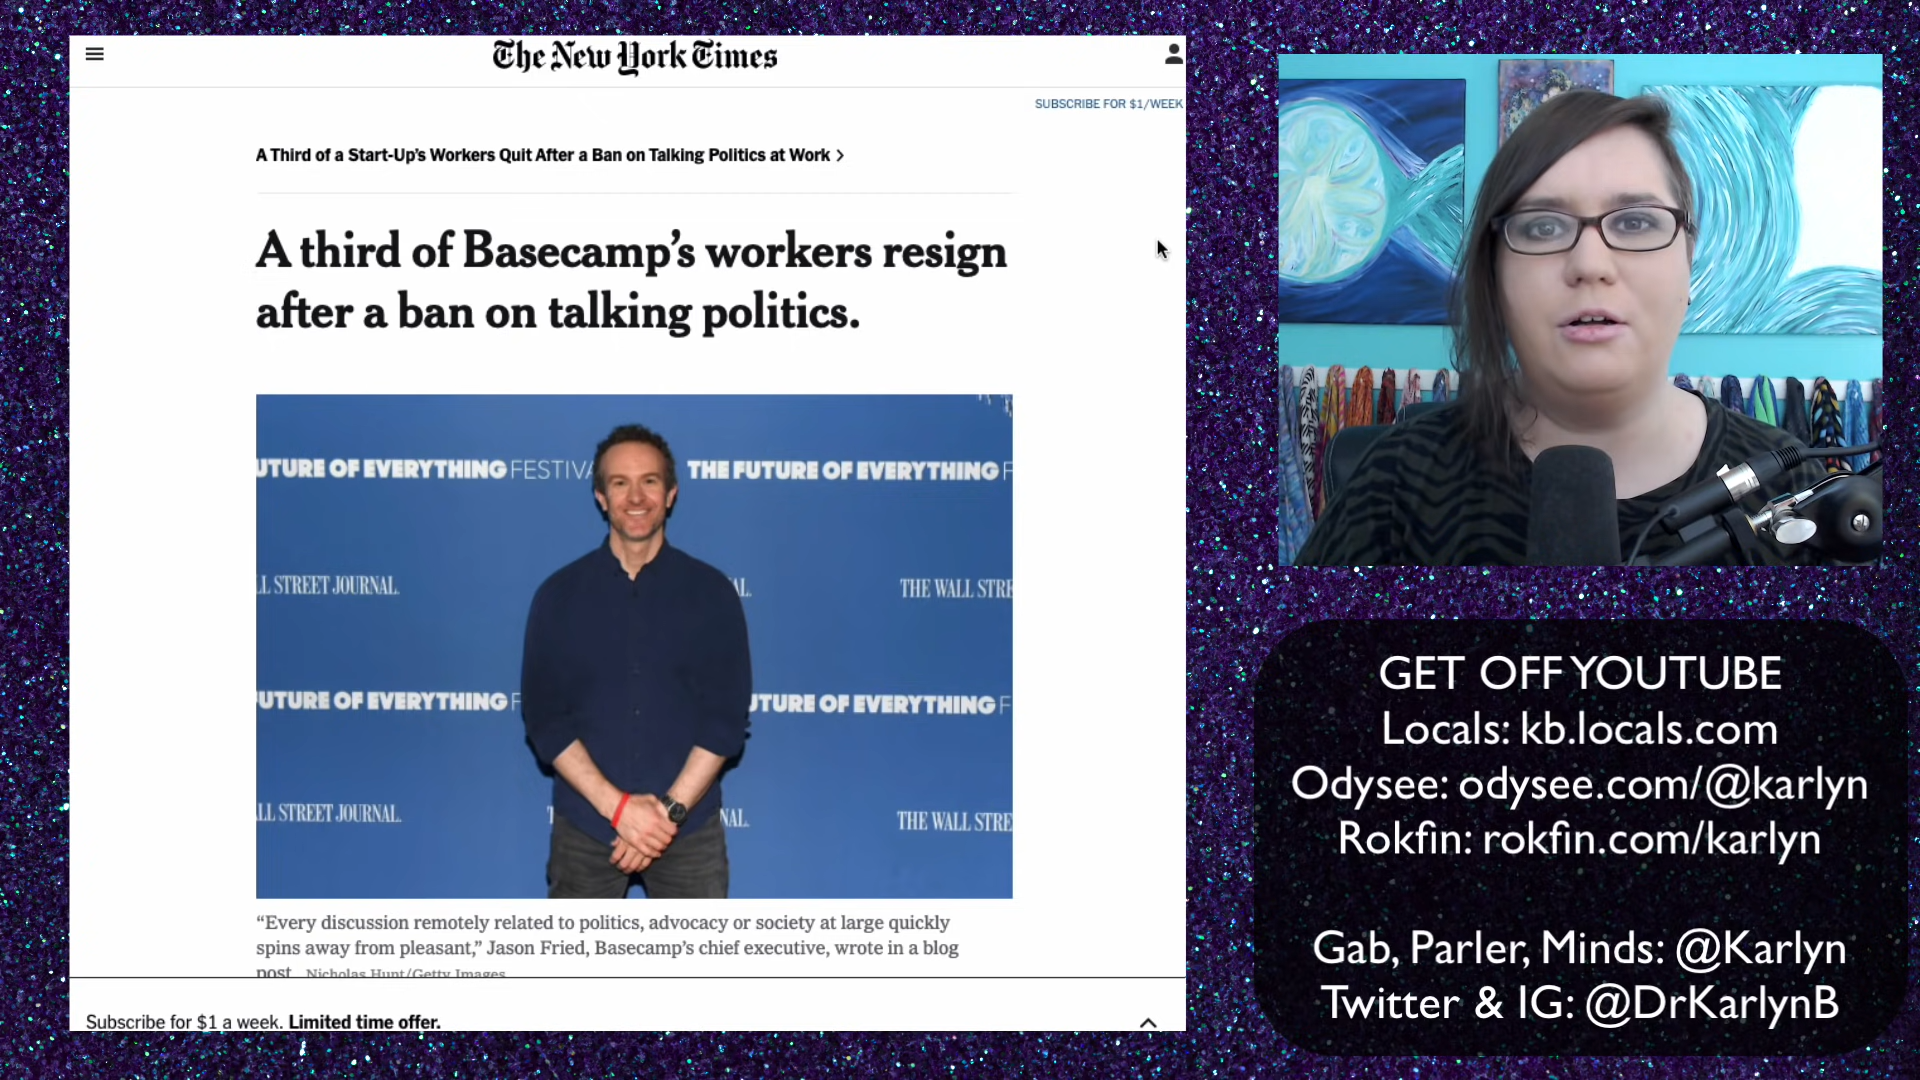 The New York Times
SUBSCRIBE FOR $1/WEEK
A Third of a Start-Up's Workers Quit After a Ban on Talking Politics at Work >
A third of Basecamp's workers resign
after a ban on talking politics.
UTURE OF EVERYTHING FESTIVA THE FUTURE OF EVERYTHING F
LL STREET JOURNAL. AL. THE WALL STRE
UTURE OF EVERYTHING F UTURE OF EVERYTHING F
ALL STREET JOURNAL. NAL. THE WALL STRE
“Every discussion remotely related to politics, advocacy or society at large quickly
spins away from pleasant,” Jason Fried, Basecamp's chief executive, wrote in a blog
post. Nicholas Hunt/Getty Images
Subscribe for $1 a week. Limited time offer.
GET OFF YOUTUBE
Locals: kb.locals.com
Odysee: odysee.com/@karlyn
Rokfin: rokfin.com/karlyn
Gab, Parler, Minds: @Karlyn
Twitter & IG: @DrKarlynB